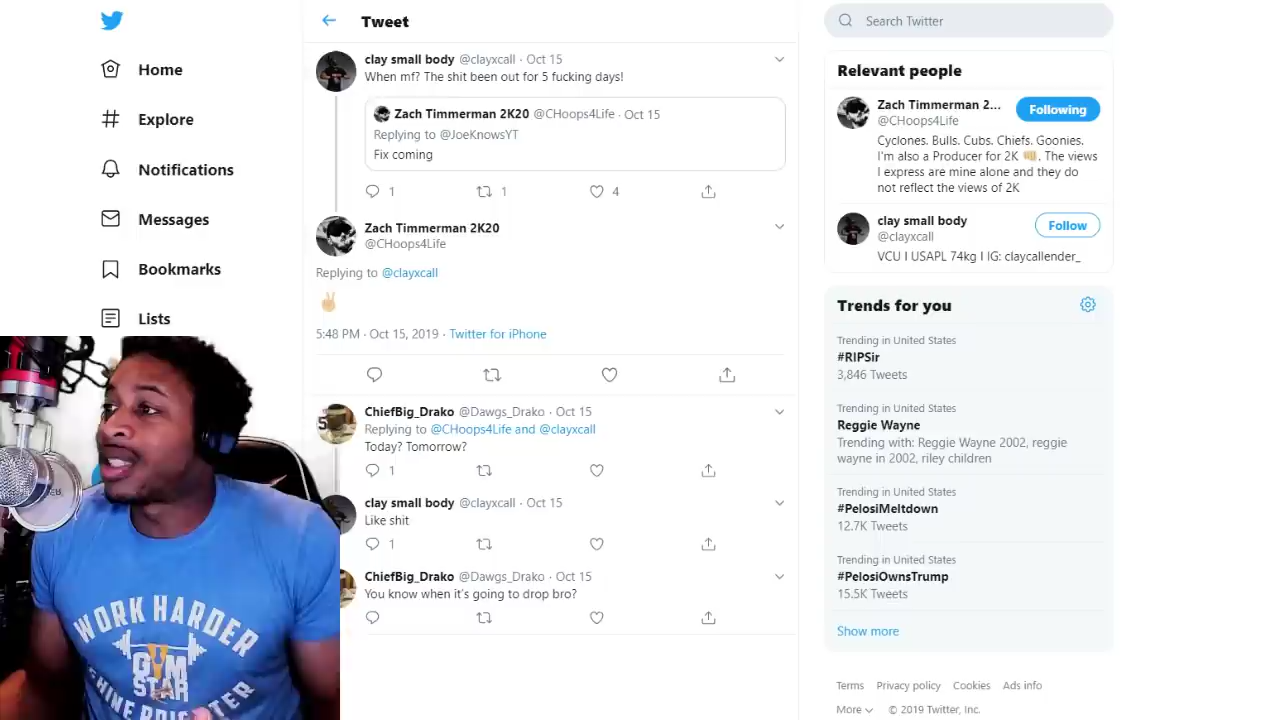 Home
Explore
Notifications
Messages
Bookmarks
Lists
Tweet
clay small body @clayxcall · Oct 15
When mf? The shit been out for 5 fucking days!
Zach Timmerman 2K20 @CHoops4Life · Oct 15
Replying to @JoeKnowsYT
Fix coming
1
1
4
Zach Timmerman 2K20
@CHoops4Life
Replying to @clayxcall
5:48 PM · Oct 15, 2019 · Twitter for iPhone
ChiefBig_Drako @Dawgs_Drako · Oct 15
Replying to @CHoops4Life and @clayxcall
Today? Tomorrow?
1
clay small body @clayxcall · Oct 15
Like shit
1
ChiefBig_Drako @Dawgs_Drako · Oct 15
You know when it's going to drop bro?
Search Twitter
Relevant people
Zach Timmerman 2...
Following
@CHoops4Life
Cyclones. Bulls. Cubs. Chiefs. Goonies.
I'm also a Producer for 2K 👊🏼. The views
I express are mine alone and they do
not reflect the views of 2K
clay small body
Follow
@clayxcall
VCU I USAPL 74kg I IG: claycallender_
Trends for you
Trending in United States
#RIPSir
3,846 Tweets
Trending in United States
Reggie Wayne
Trending with: Reggie Wayne 2002, reggie
wayne in 2002, riley children
Trending in United States
#PelosiMeltdown
12.7K Tweets
Trending in United States
#PelosiOwnsTrump
15.5K Tweets
Show more
Terms Privacy policy Cookies Ads info
More © 2019 Twitter, Inc.
WORK HARDER
GYM
STAR
SHINE BRIGHTER